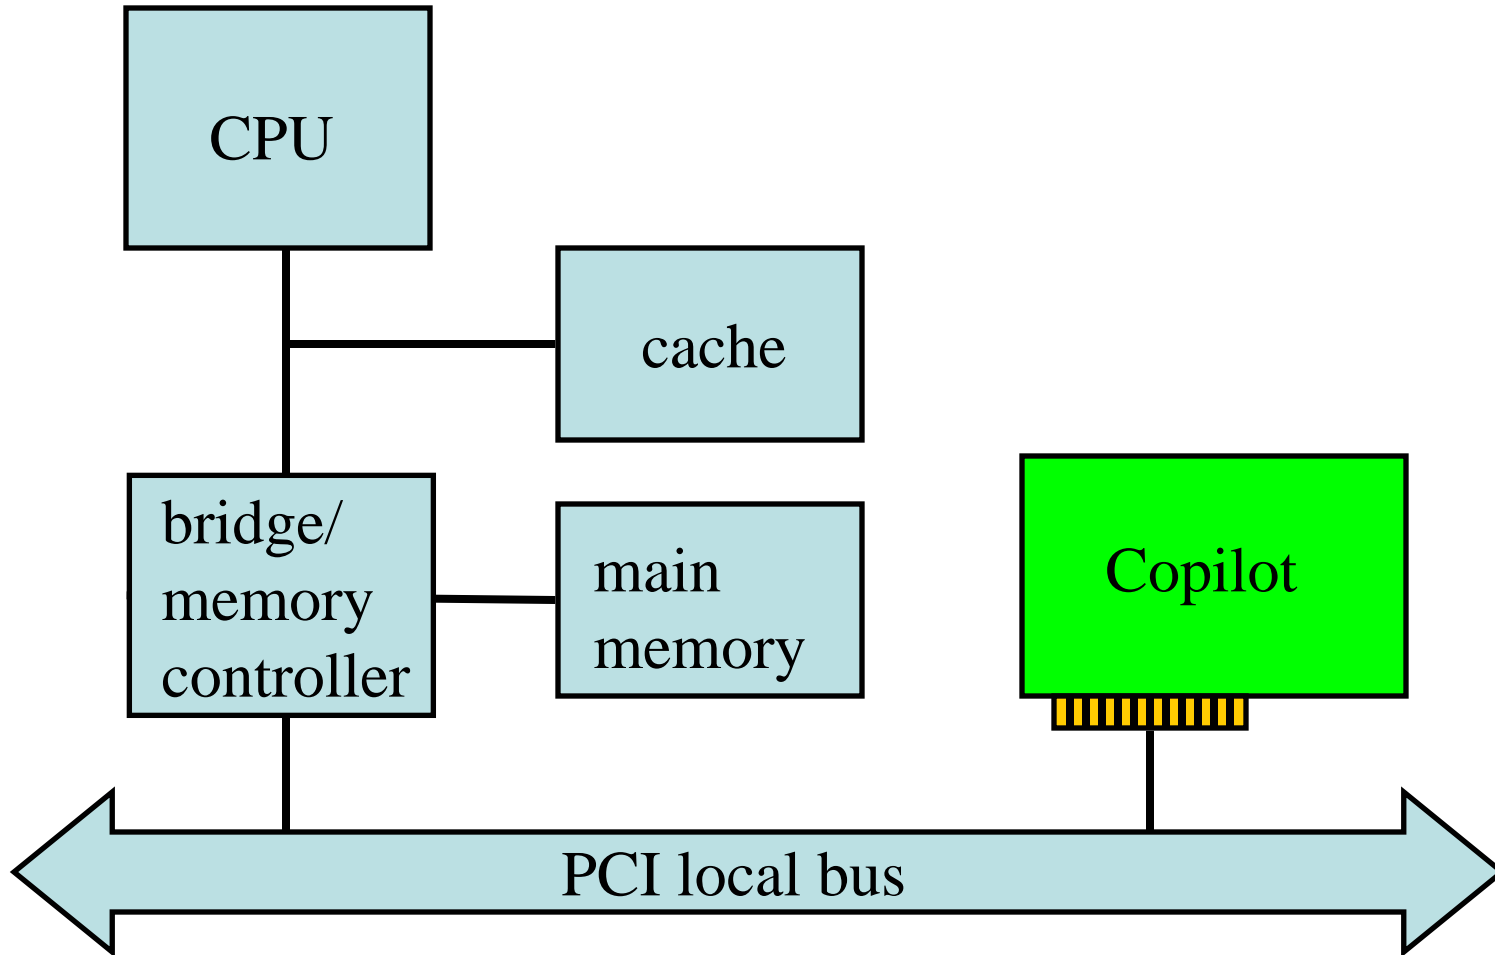 CPU
cache
bridge/
memory
controller
main
memory
Copilot
PCI local bus